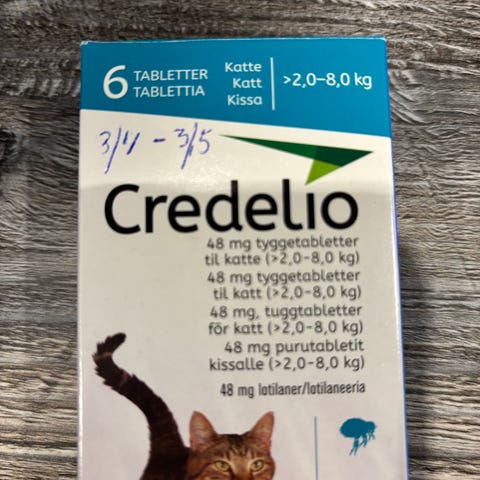 6 TABLETTER
TABLETTIA
Katte
Katt
Kissa
>2,0–8,0 kg
3/4 - 3/5
Credelio
48 mg tyggetabletter
til katte (>2,0-8,0 kg)
48 mg tyggetabletter
til katt (>2,0-8,0 kg)
48 mg, tuggtabletter
för katt (>2,0-8,0 kg)
48 mg purutabletit
kissalle (>2,0-8,0 kg)
48 mg lotilaner/lotilaneeria